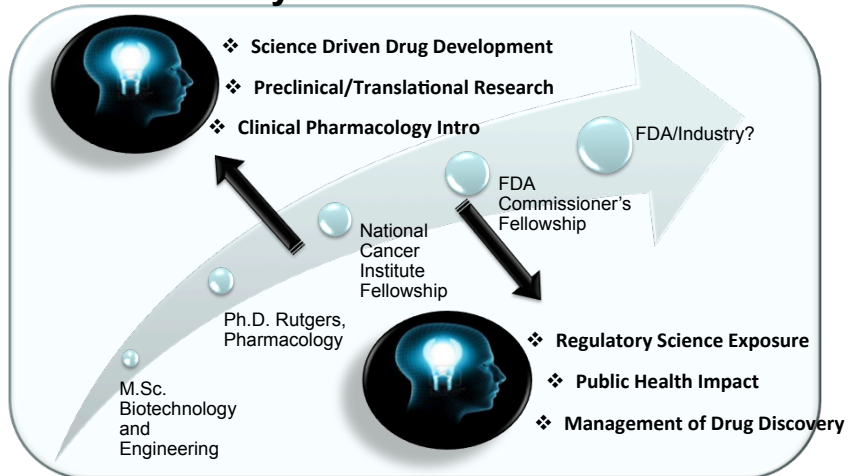 ❖ Science Driven Drug Development
❖ Preclinical/Translational Research
❖ Clinical Pharmacology Intro
FDA/Industry?
FDA
Commissioner's
Fellowship
National
Cancer
Institute
Fellowship
Ph.D. Rutgers,
Pharmacology
M.Sc.
Biotechnology
and
Engineering
❖ Regulatory Science Exposure
❖ Public Health Impact
❖ Management of Drug Discovery